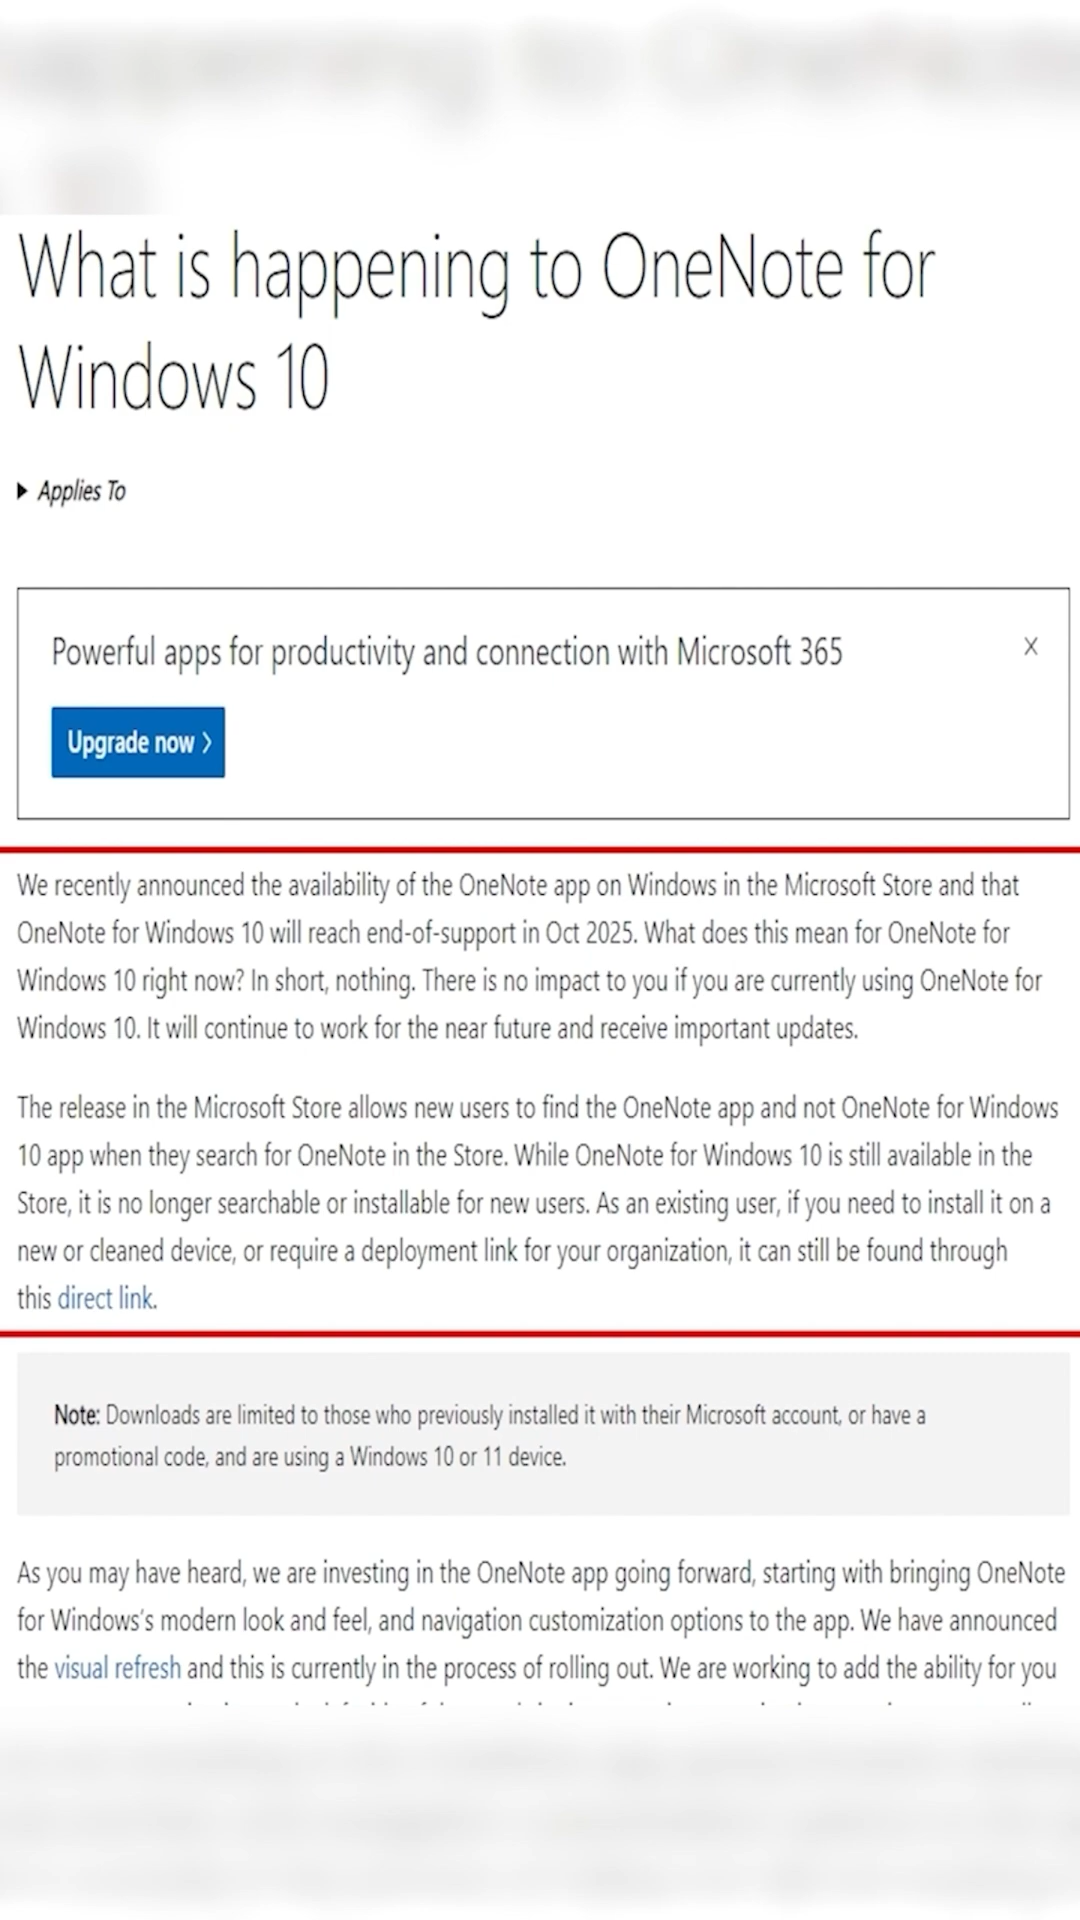 What is happening to OneNote for
Windows 10
Applies To
Powerful apps for productivity and connection with Microsoft 365
X
Upgrade now >
We recently announced the availability of the OneNote app on Windows in the Microsoft Store and that
OneNote for Windows 10 will reach end-of-support in Oct 2025. What does this mean for OneNote for
Windows 10 right now? In short, nothing. There is no impact to you if you are currently using OneNote for
Windows 10. It will continue to work for the near future and receive important updates.
The release in the Microsoft Store allows new users to find the OneNote app and not OneNote for Windows
10 app when they search for OneNote in the Store. While OneNote for Windows 10 is still available in the
Store, it is no longer searchable or installable for new users. As an existing user, if you need to install it on a
new or cleaned device, or require a deployment link for your organization, it can still be found through
this direct link.
Note: Downloads are limited to those who previously installed it with their Microsoft account, or have a
promotional code, and are using a Windows 10 or 11 device.
As you may have heard, we are investing in the OneNote app going forward, starting with bringing OneNote
for Windows's modern look and feel, and navigation customization options to the app. We have announced
the visual refresh and this is currently in the process of rolling out. We are working to add the ability for you